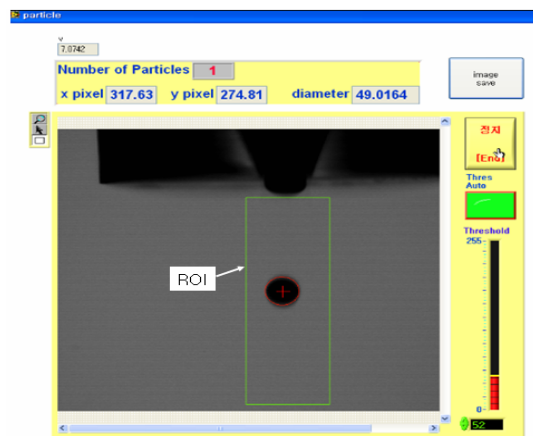 particle
v
7.0742
Number of Particles 1
x pixel 317.63 y pixel 274.81 diameter 49.0164
image
save
정지
[End]
Thres
Auto
Threshold
255
ROI
0
52